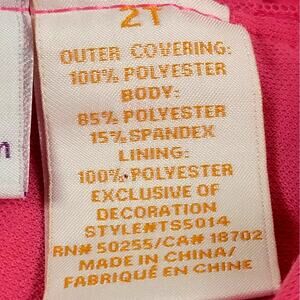 2T
OUTER COVERING:
100% POLYESTER
BODY:
85% POLYESTER
15% SPANDEX
LINING:
100% POLYESTER
EXCLUSIVE OF
DECORATION
STYLE#TS5014
RN# 50255/CA# 18702
MADE IN CHINA/
FABRIQUÉ EN CHINE